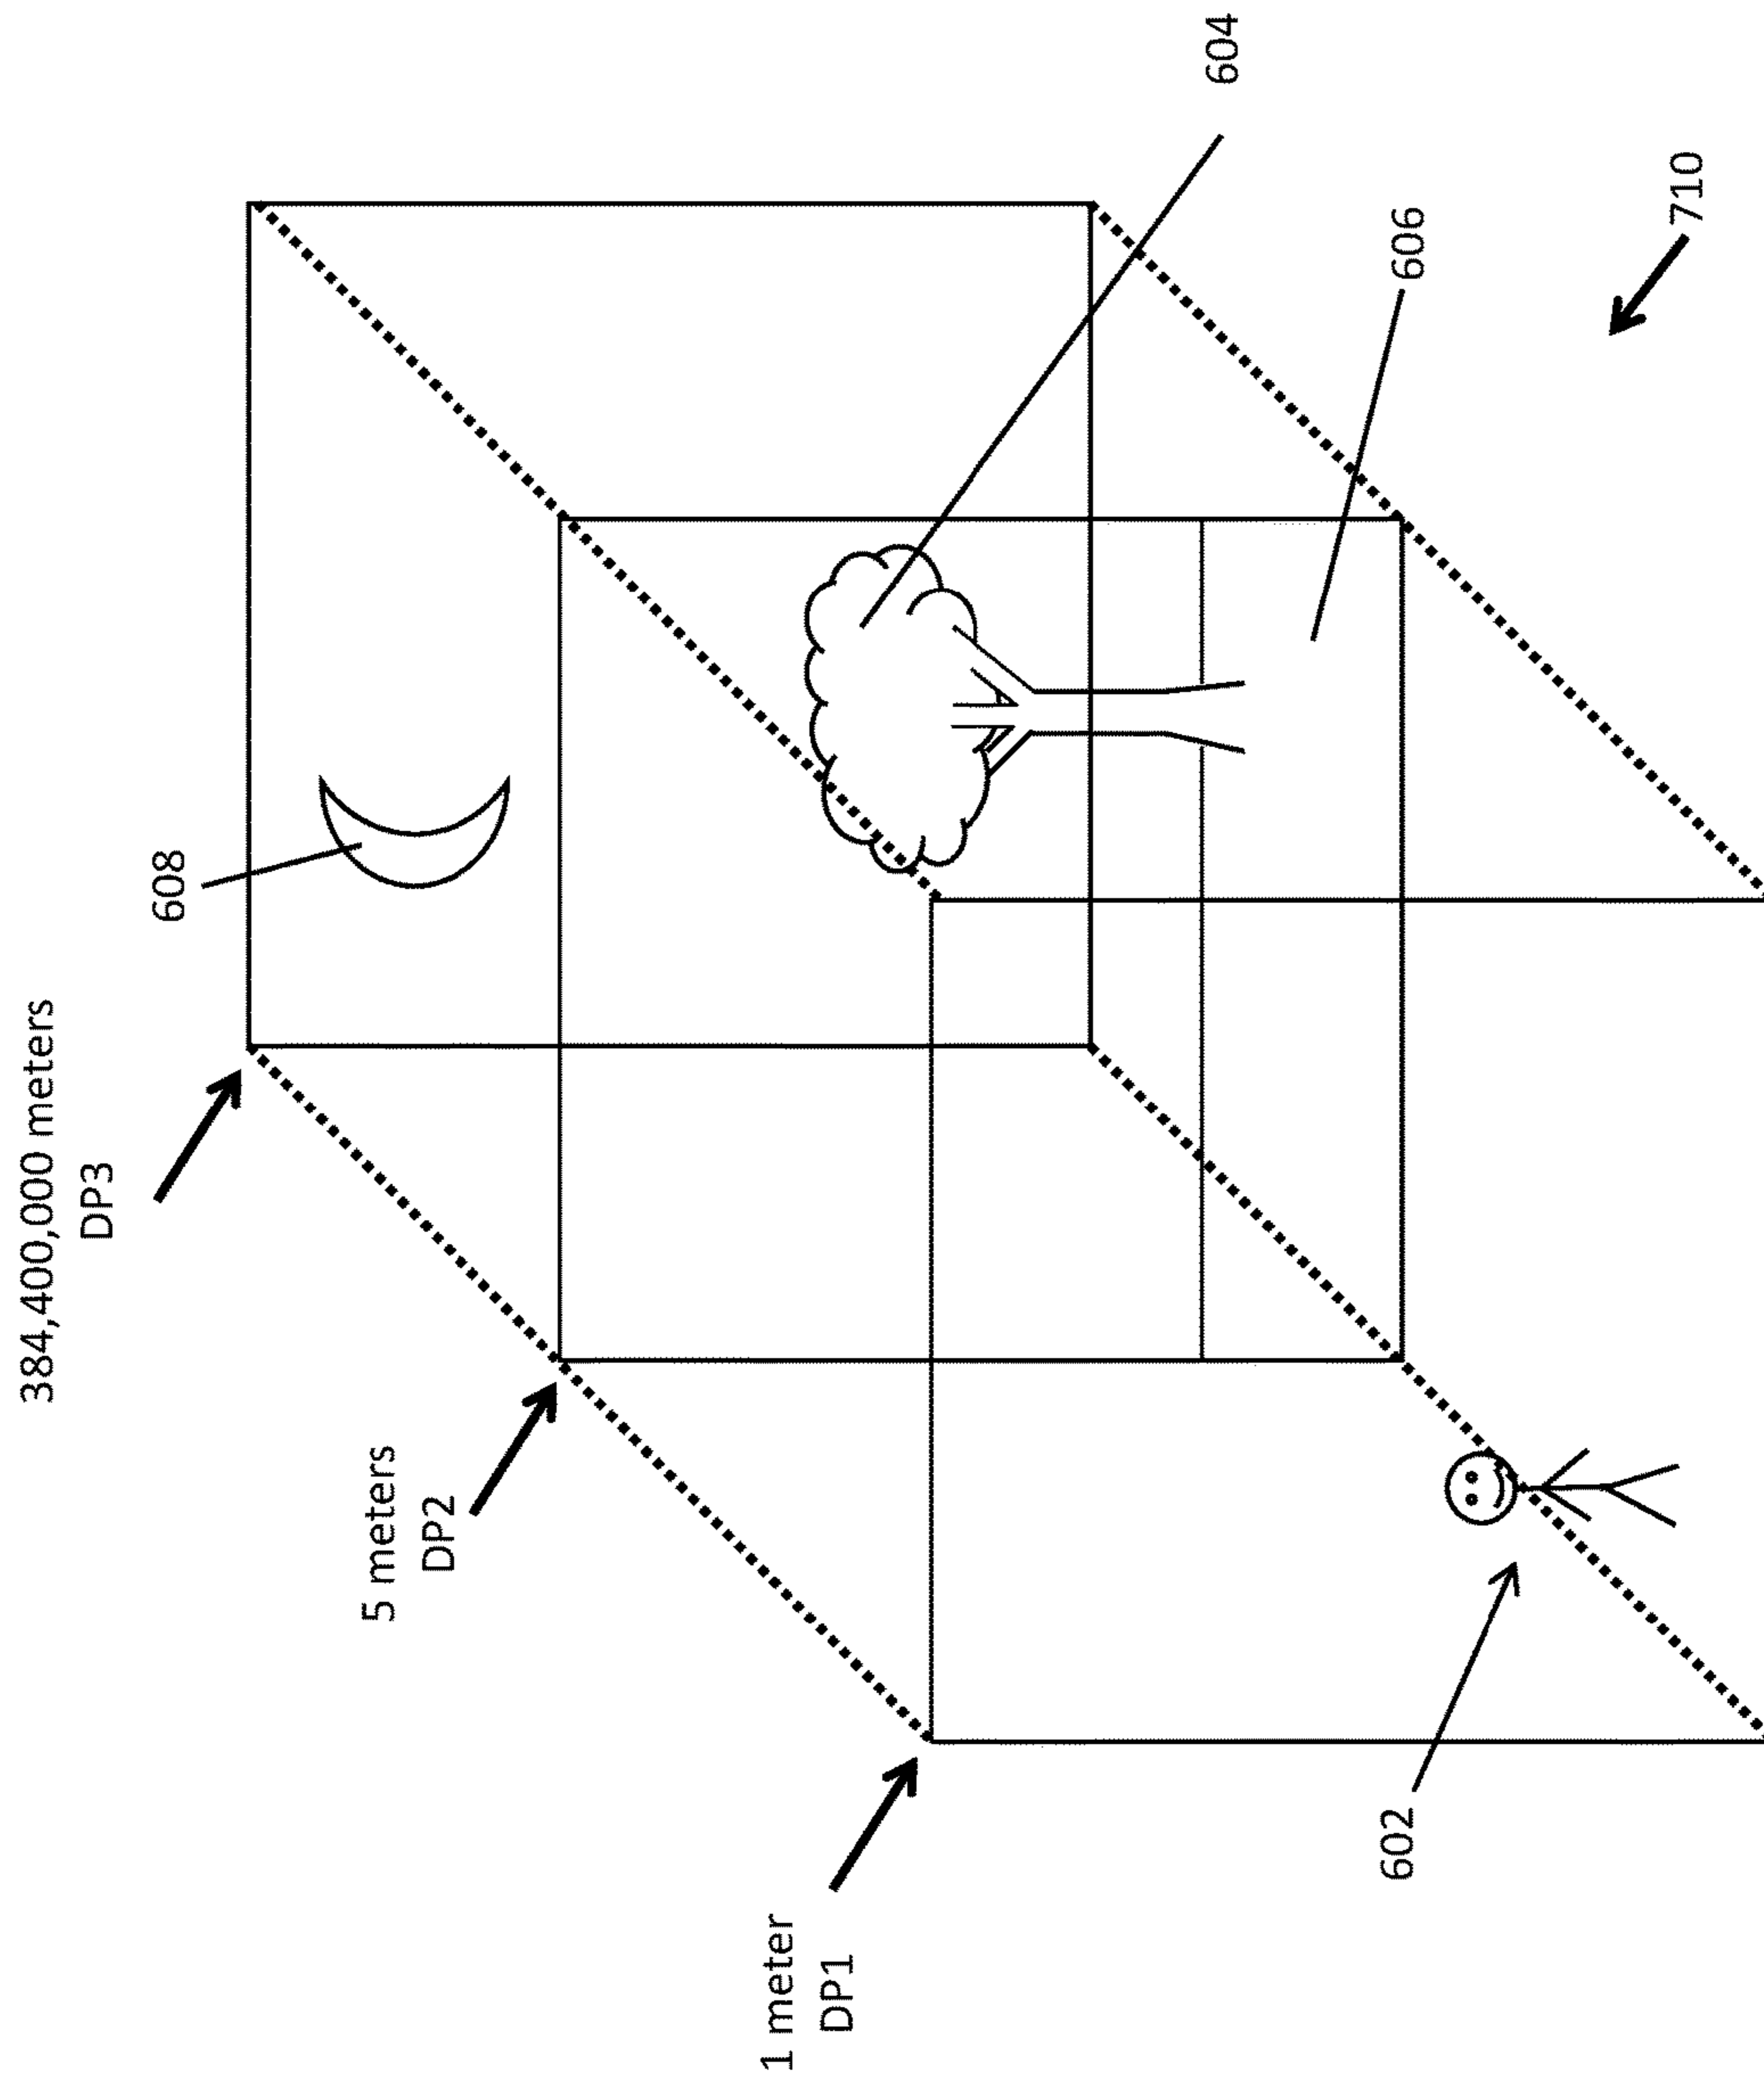 384,400,000 meters
DP3
608
5 meters
DP2
604
1 meter
DP1
606
602
710